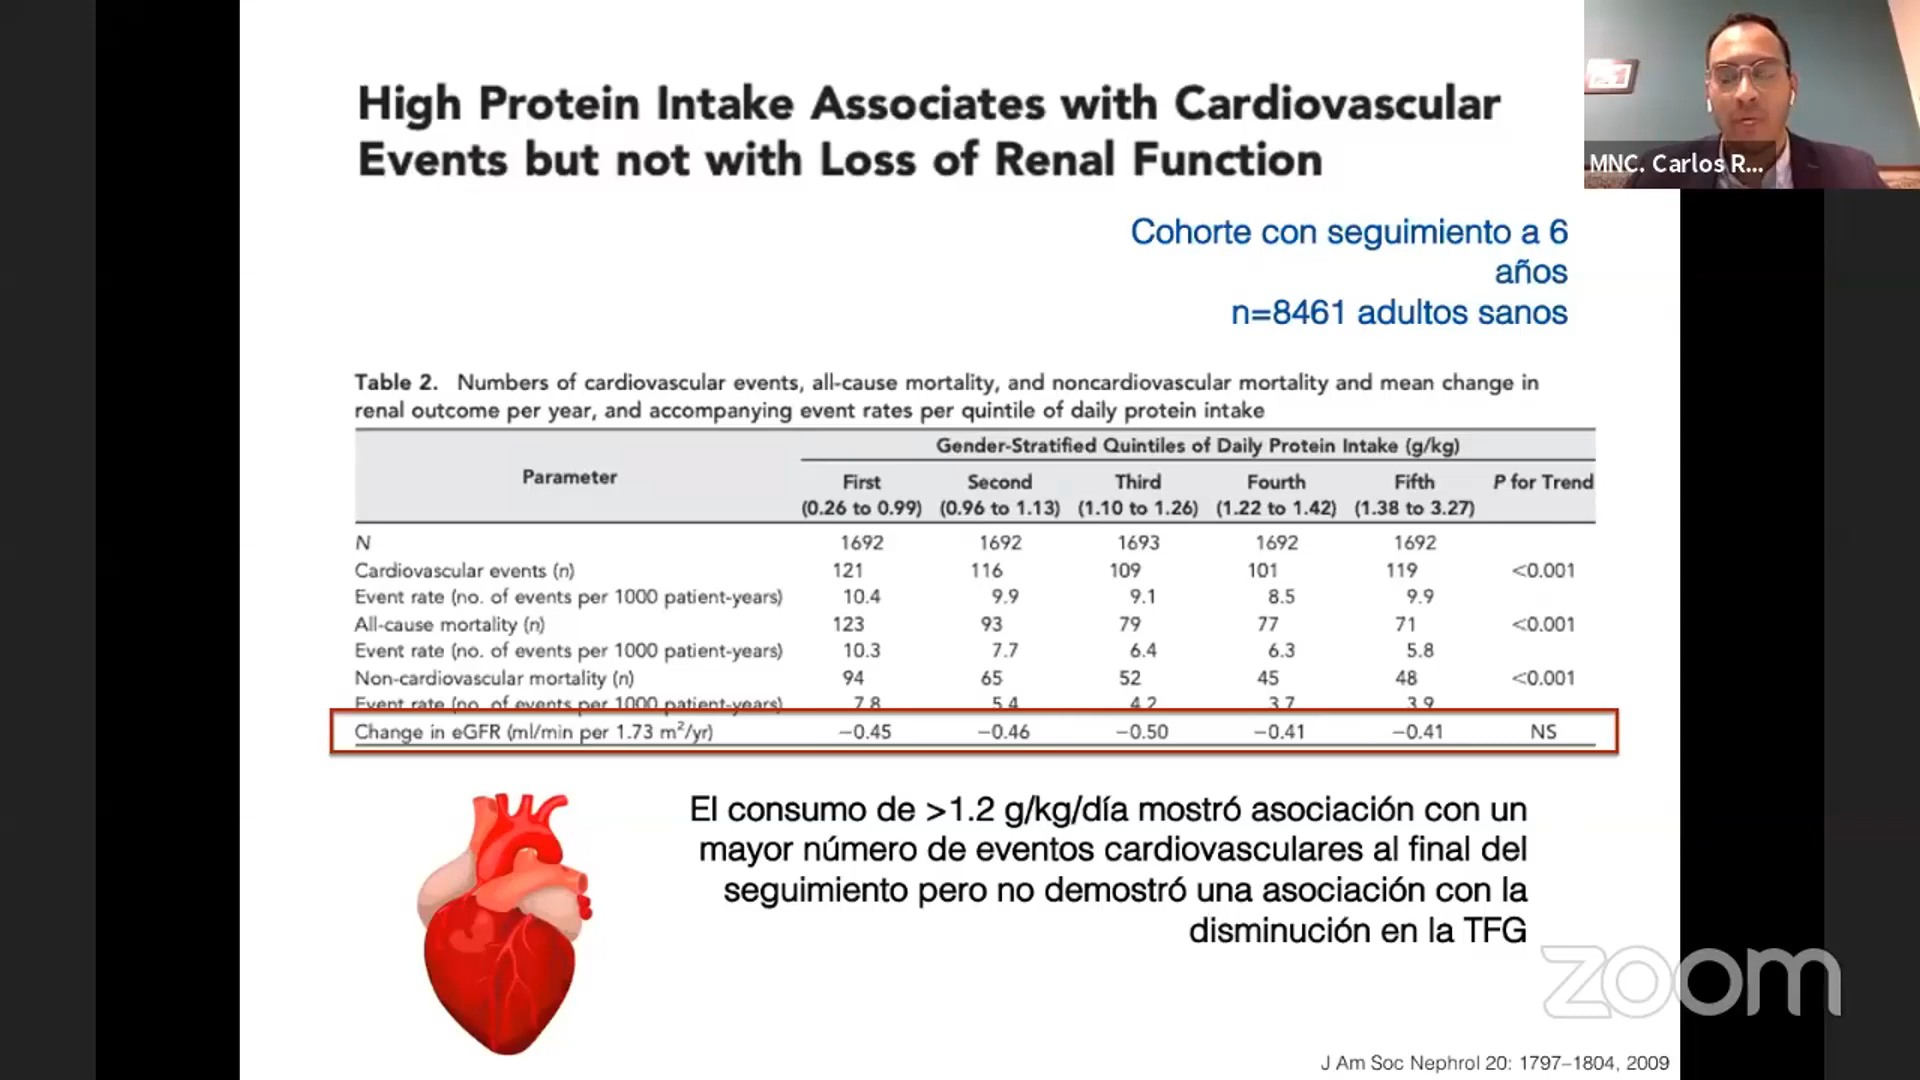 High Protein Intake Associates with Cardiovascular
Events but not with Loss of Renal Function
MNC. Carlos R...
Cohorte con seguimiento a 6
años
n=8461 adultos sanos
Table 2. Numbers of cardiovascular events, all-cause mortality, and noncardiovascular mortality and mean change in
renal outcome per year, and accompanying event rates per quintile of daily protein intake
Gender-Stratified Quintiles of Daily Protein Intake (g/kg)
Parameter First Second Third Fourth Fifth P for Trend
(0.26 to 0.99) (0.96 to 1.13) (1.10 to 1.26) (1.22 to 1.42) (1.38 to 3.27)
N 1692 1692 1693 1692 1692
Cardiovascular events (n) 121 116 109 101 119 <0.001
Event rate (no. of events per 1000 patient-years) 10.4 9.9 9.1 8.5 9.9
All-cause mortality (n) 123 93 79 77 71 <0.001
Event rate (no. of events per 1000 patient-years) 10.3 7.7 6.4 6.3 5.8
Non-cardiovascular mortality (n) 94 65 52 45 48 <0.001
Event rate (no. of events per 1000 patient-years) 7.8 5.4 4.2 3.7 3.9
Change in eGFR (ml/min per 1.73 m²/yr) −0.45 −0.46 −0.50 −0.41 −0.41 NS
El consumo de >1.2 g/kg/día mostró asociación con un
mayor número de eventos cardiovasculares al final del
seguimiento pero no demostró una asociación con la
disminución en la TFG
zoom
J Am Soc Nephrol 20: 1797–1804, 2009